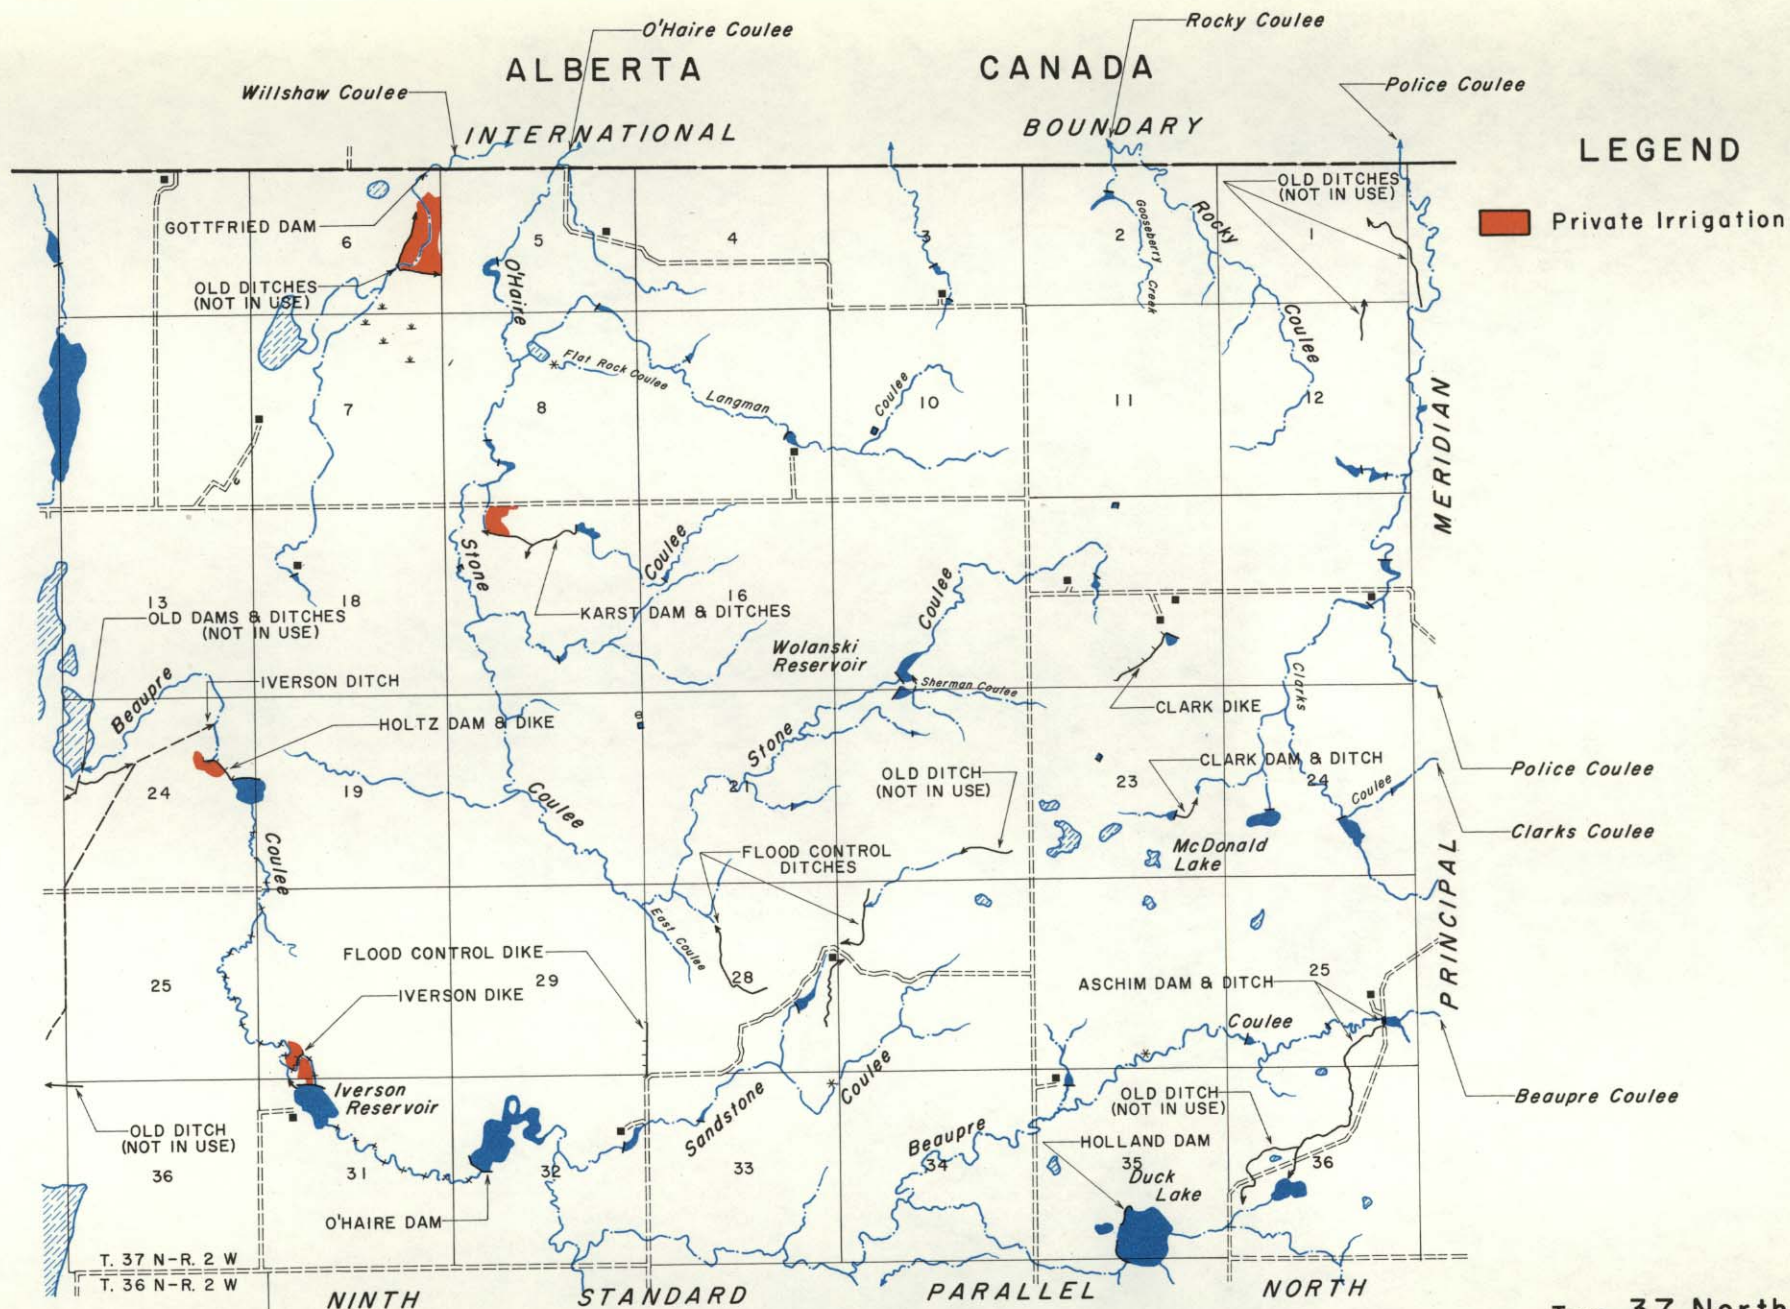 O'Haire Coulee
Rocky Coulee
ALBERTA
CANADA
Willshaw Coulee
Police Coulee
INTERNATIONAL
BOUNDARY
LEGEND
Private Irrigation
OLD DITCHES
(NOT IN USE)
GOTTFRIED DAM
6
5
4
3
2
1
Gooseberry
Creek
Rocky
Coulee
OLD DITCHES
(NOT IN USE)
O'Haire
Flat Rock Coulee
Langman
Coulee
7
8
10
11
12
MERIDIAN
Stone
Coulee
13
18
16
OLD DAMS & DITCHES
(NOT IN USE)
KARST DAM & DITCHES
Coulee
Wolanski
Reservoir
Sherman Coulee
Clarks
Beaupre
IVERSON DITCH
CLARK DIKE
HOLTZ DAM & DIKE
Stone
CLARK DAM & DITCH
Police Coulee
OLD DITCH
(NOT IN USE)
24
19
21
23
24
Coulee
Coulee
Coulee
FLOOD CONTROL
DITCHES
McDonald
Lake
Clarks Coulee
PRINCIPAL
East Coulee
FLOOD CONTROL DIKE
25
29
28
25
IVERSON DIKE
ASCHIM DAM & DITCH
Coulee
Iverson
Reservoir
Sandstone
Coulee
OLD DITCH
(NOT IN USE)
Beaupre Coulee
OLD DITCH
(NOT IN USE)
Beaupre
HOLLAND DAM
36
31
32
33
34
35
36
Duck
Lake
O'HAIRE DAM
T. 37 N-R. 2 W
T. 36 N-R. 2 W
NINTH
STANDARD
PARALLEL
NORTH
37 North